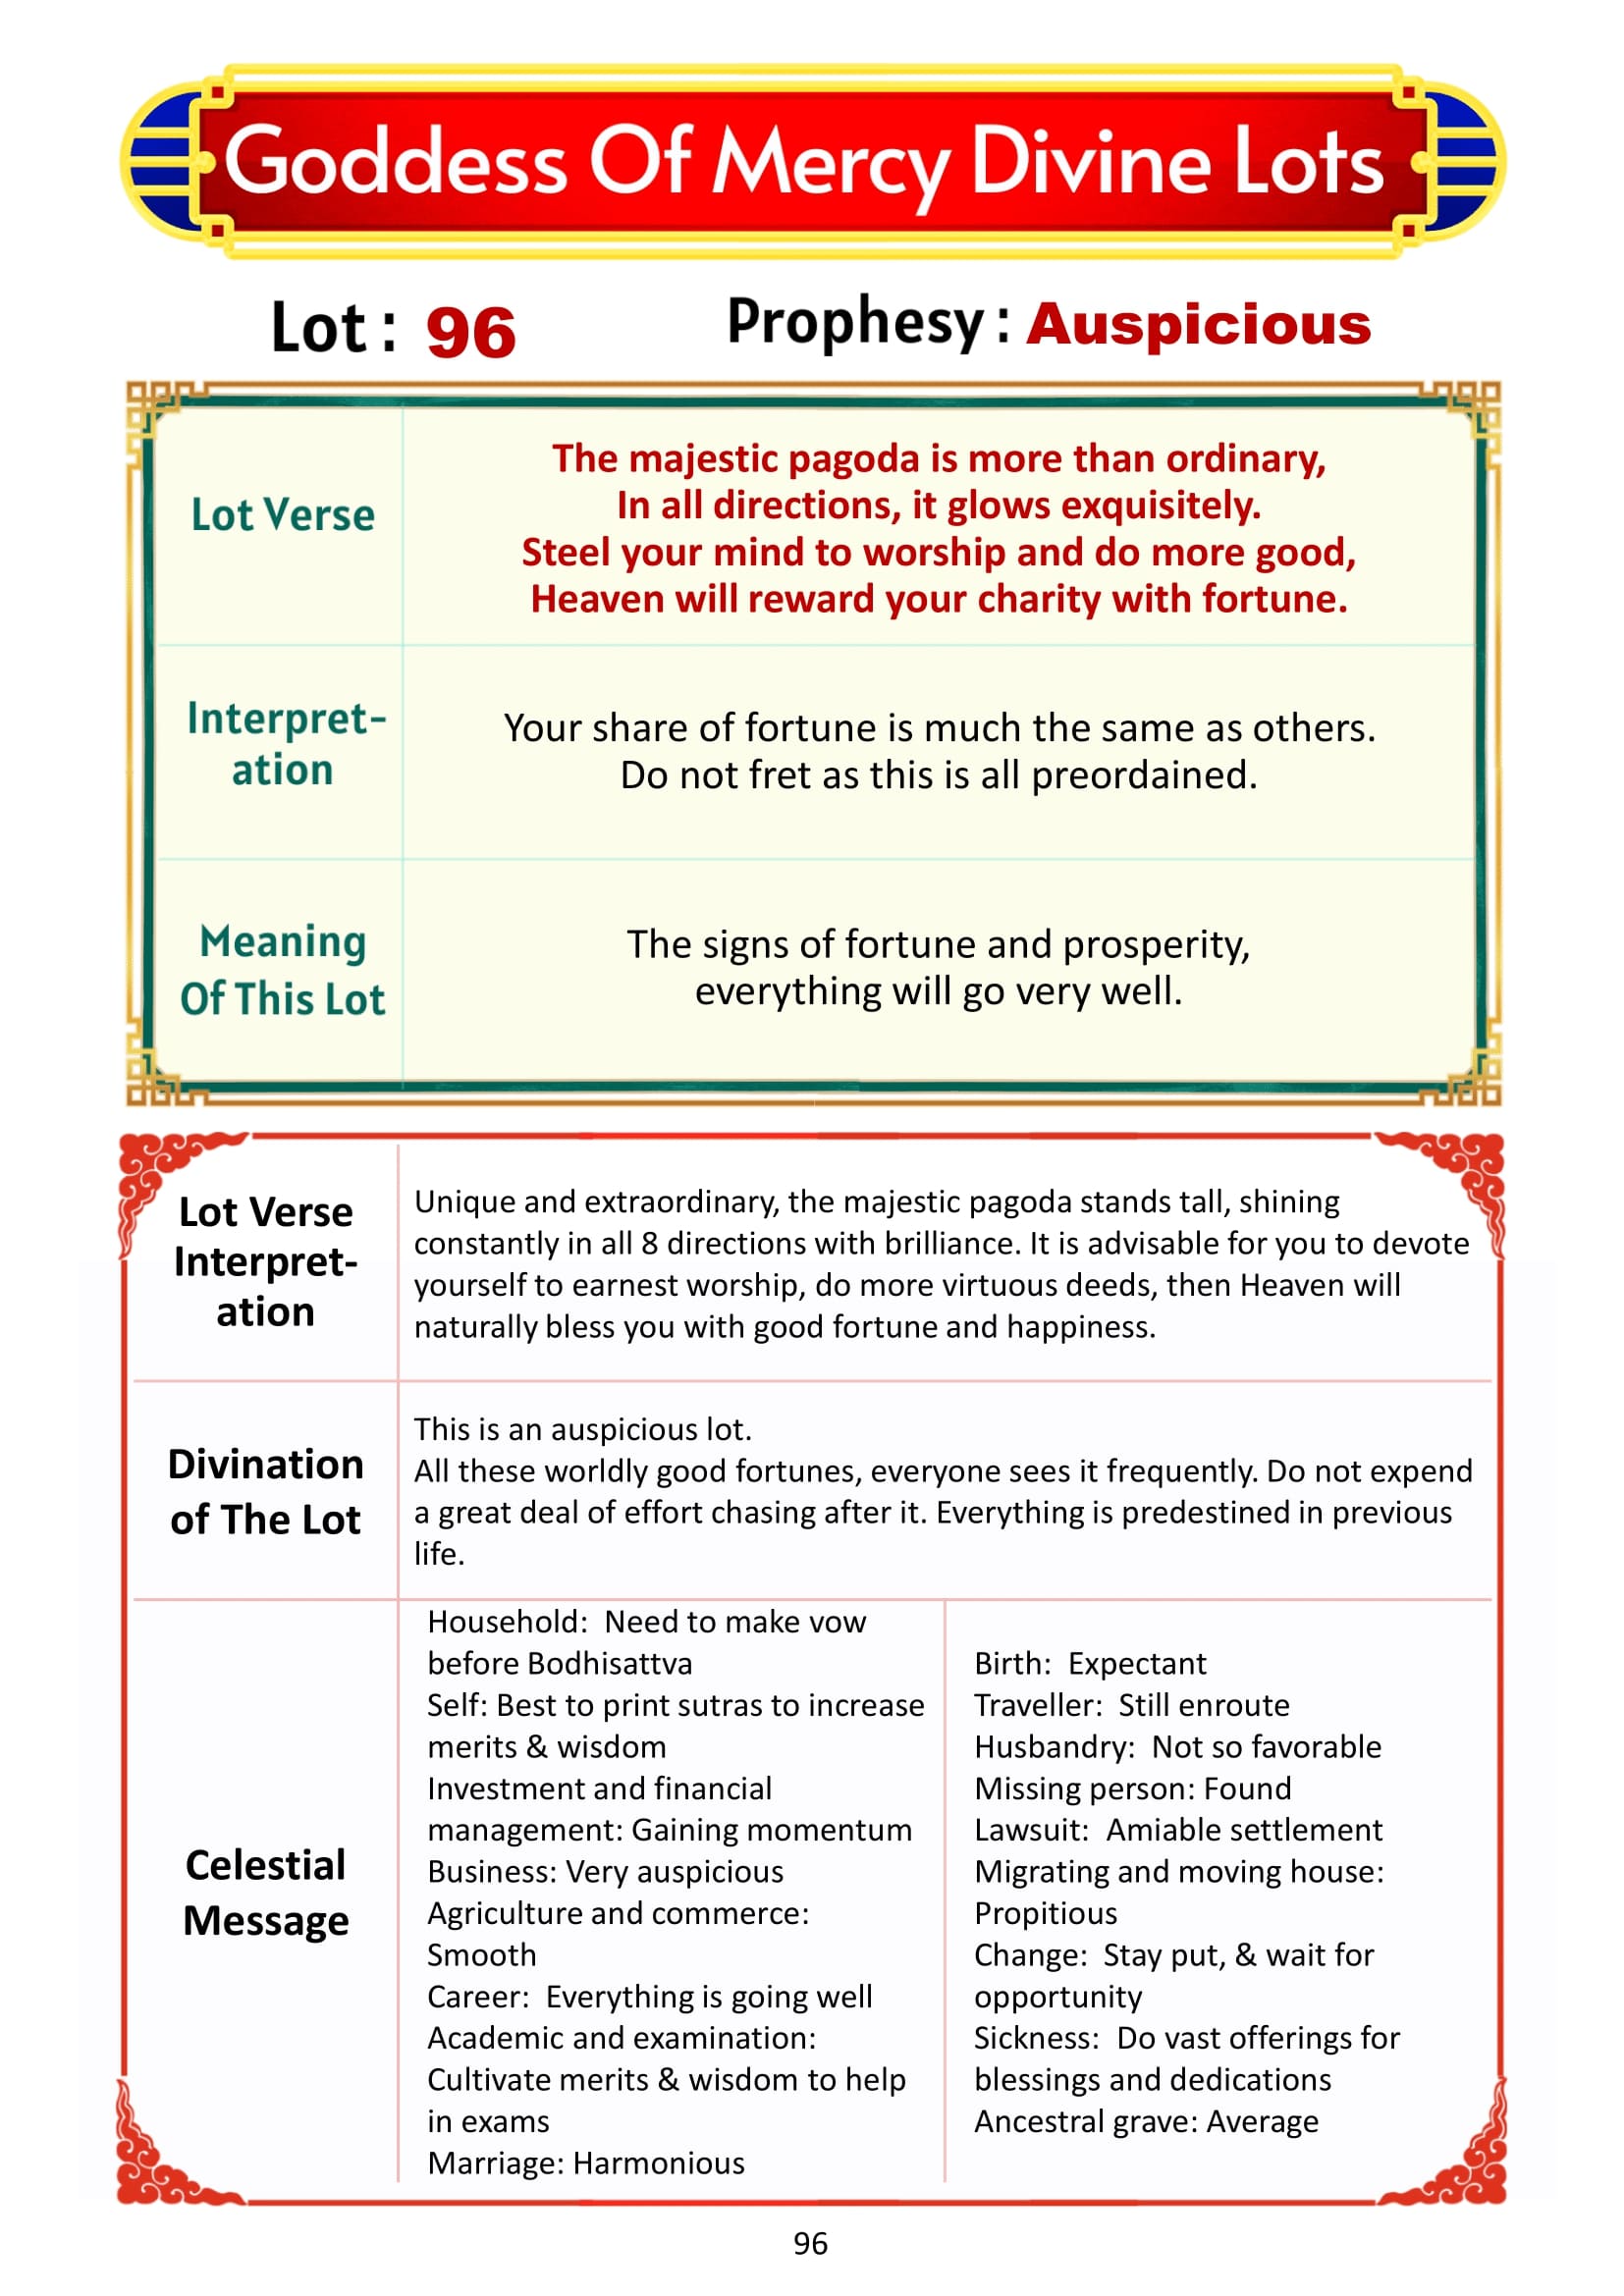 Goddess Of Mercy Divine Lots
Lot : 96
Prophesy : Auspicious
Lot Verse
The majestic pagoda is more than ordinary,
In all directions, it glows exquisitely.
Steel your mind to worship and do more good,
Heaven will reward your charity with fortune.
Interpret-
ation
Your share of fortune is much the same as others.
Do not fret as this is all preordained.
Meaning
Of This Lot
The signs of fortune and prosperity,
everything will go very well.
Lot Verse
Interpret-
ation
Unique and extraordinary, the majestic pagoda stands tall, shining
constantly in all 8 directions with brilliance. It is advisable for you to devote
yourself to earnest worship, do more virtuous deeds, then Heaven will
naturally bless you with good fortune and happiness.
Divination
of The Lot
This is an auspicious lot.
All these worldly good fortunes, everyone sees it frequently. Do not expend
a great deal of effort chasing after it. Everything is predestined in previous
life.
Celestial
Message
Household:  Need to make vow
before Bodhisattva
Self: Best to print sutras to increase
merits & wisdom
Investment and financial
management: Gaining momentum
Business: Very auspicious
Agriculture and commerce:
Smooth
Career:  Everything is going well
Academic and examination:
Cultivate merits & wisdom to help
in exams
Marriage: Harmonious
Birth:  Expectant
Traveller:  Still enroute
Husbandry:  Not so favorable
Missing person: Found
Lawsuit:  Amiable settlement
Migrating and moving house:
Propitious
Change:  Stay put, & wait for
opportunity
Sickness:  Do vast offerings for
blessings and dedications
Ancestral grave: Average
96